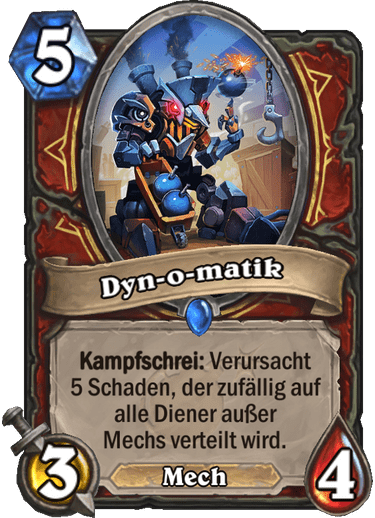 5
Dyn-o-matik
Kampfschrei: Verursacht
5 Schaden, der zufällig auf
alle Diener außer
Mechs verteilt wird.
3
Mech
4